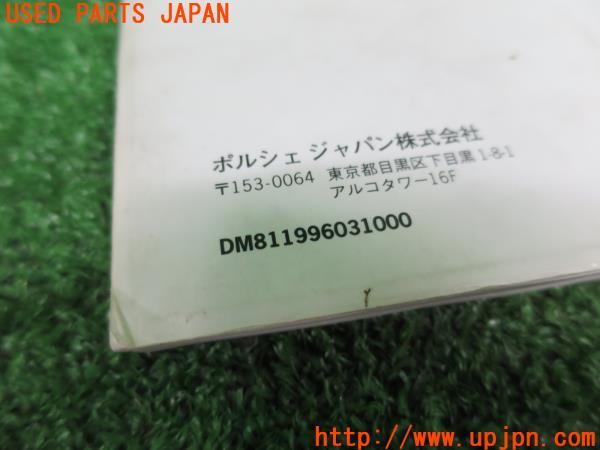 USED PARTS JAPAN
ポルシェ ジャパン株式会社
〒153-0064 東京都目黒区下目黒1-8-1
アルコタワー16F
DM811996031000
http://www.upjpn.com